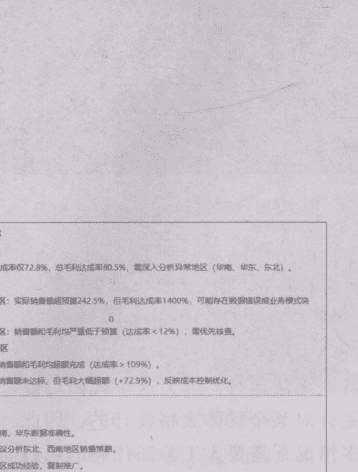 成率仅72.8%，总毛利达成率80.5%，需深入分析异常地区（华南、华东、东北）。
区：实际销售额超预算242.5%，但毛利达成率1400%，可能存在数据错误或业务模式突
0
区：销售额和毛利均严重低于预算（达成率＜12%），需优先核查。
区
销售额和毛利均超额完成（达成率＞109%）。
销售额未达标，但毛利大幅超额（+72.9%），反映成本控制优化。
南、华东数据准确性。
议分析东北、西南地区销售策略。
区成功经验，复制推广。